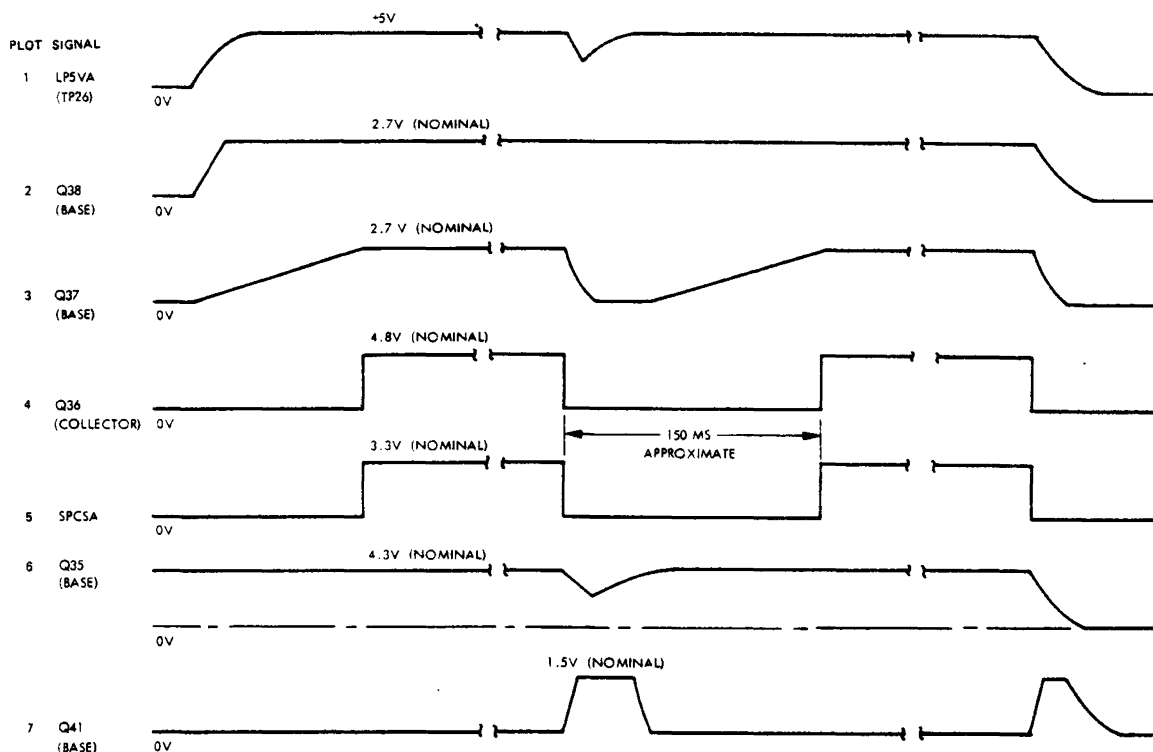 +5V
PLOT SIGNAL
1 LP5VA
(TP26) 0V
2.7V (NOMINAL)
2 Q38
(BASE) 0V
2.7 V (NOMINAL)
3 Q37
(BASE) 0V
4.8V (NOMINAL)
4 Q36
(COLLECTOR) 0V
150 MS
APPROXIMATE
3.3V (NOMINAL)
5 SPCSA
0V
4.3V (NOMINAL)
6 Q35
(BASE)
0V
1.5V (NOMINAL)
7 Q41
(BASE) 0V